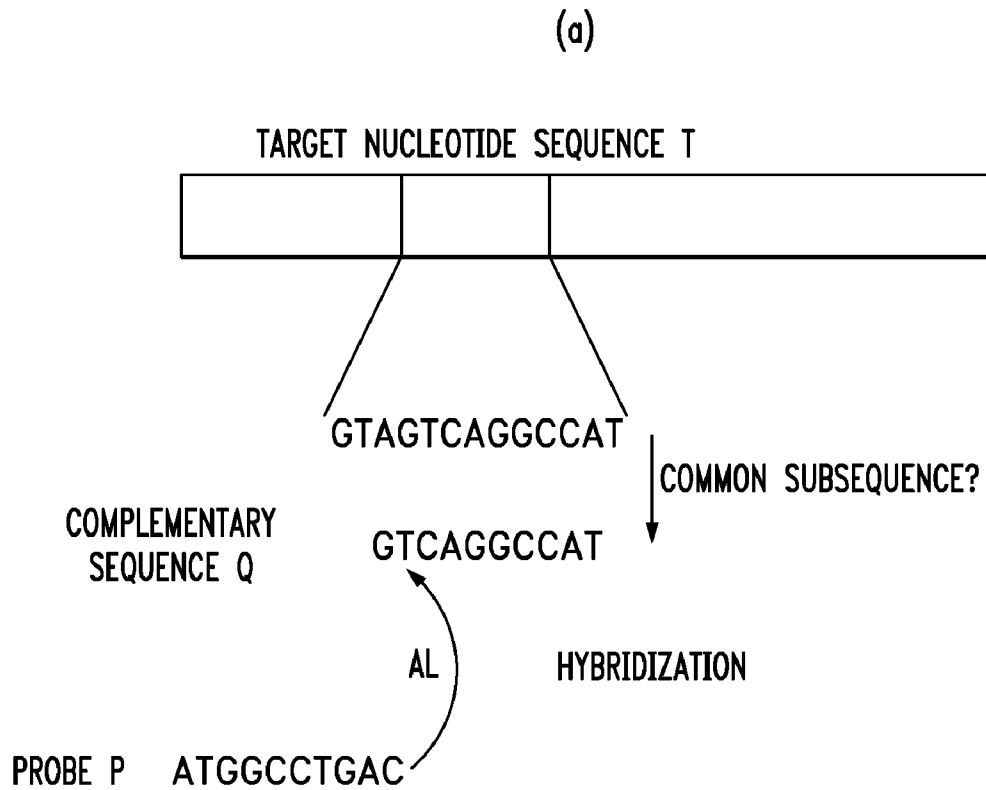 (a)
TARGET NUCLEOTIDE SEQUENCE T
GTAGTCAGGCCAT
COMMON SUBSEQUENCE?
COMPLEMENTARY
SEQUENCE Q
GTCAGGCCAT
AL
HYBRIDIZATION
PROBE P ATGGCCTGAC